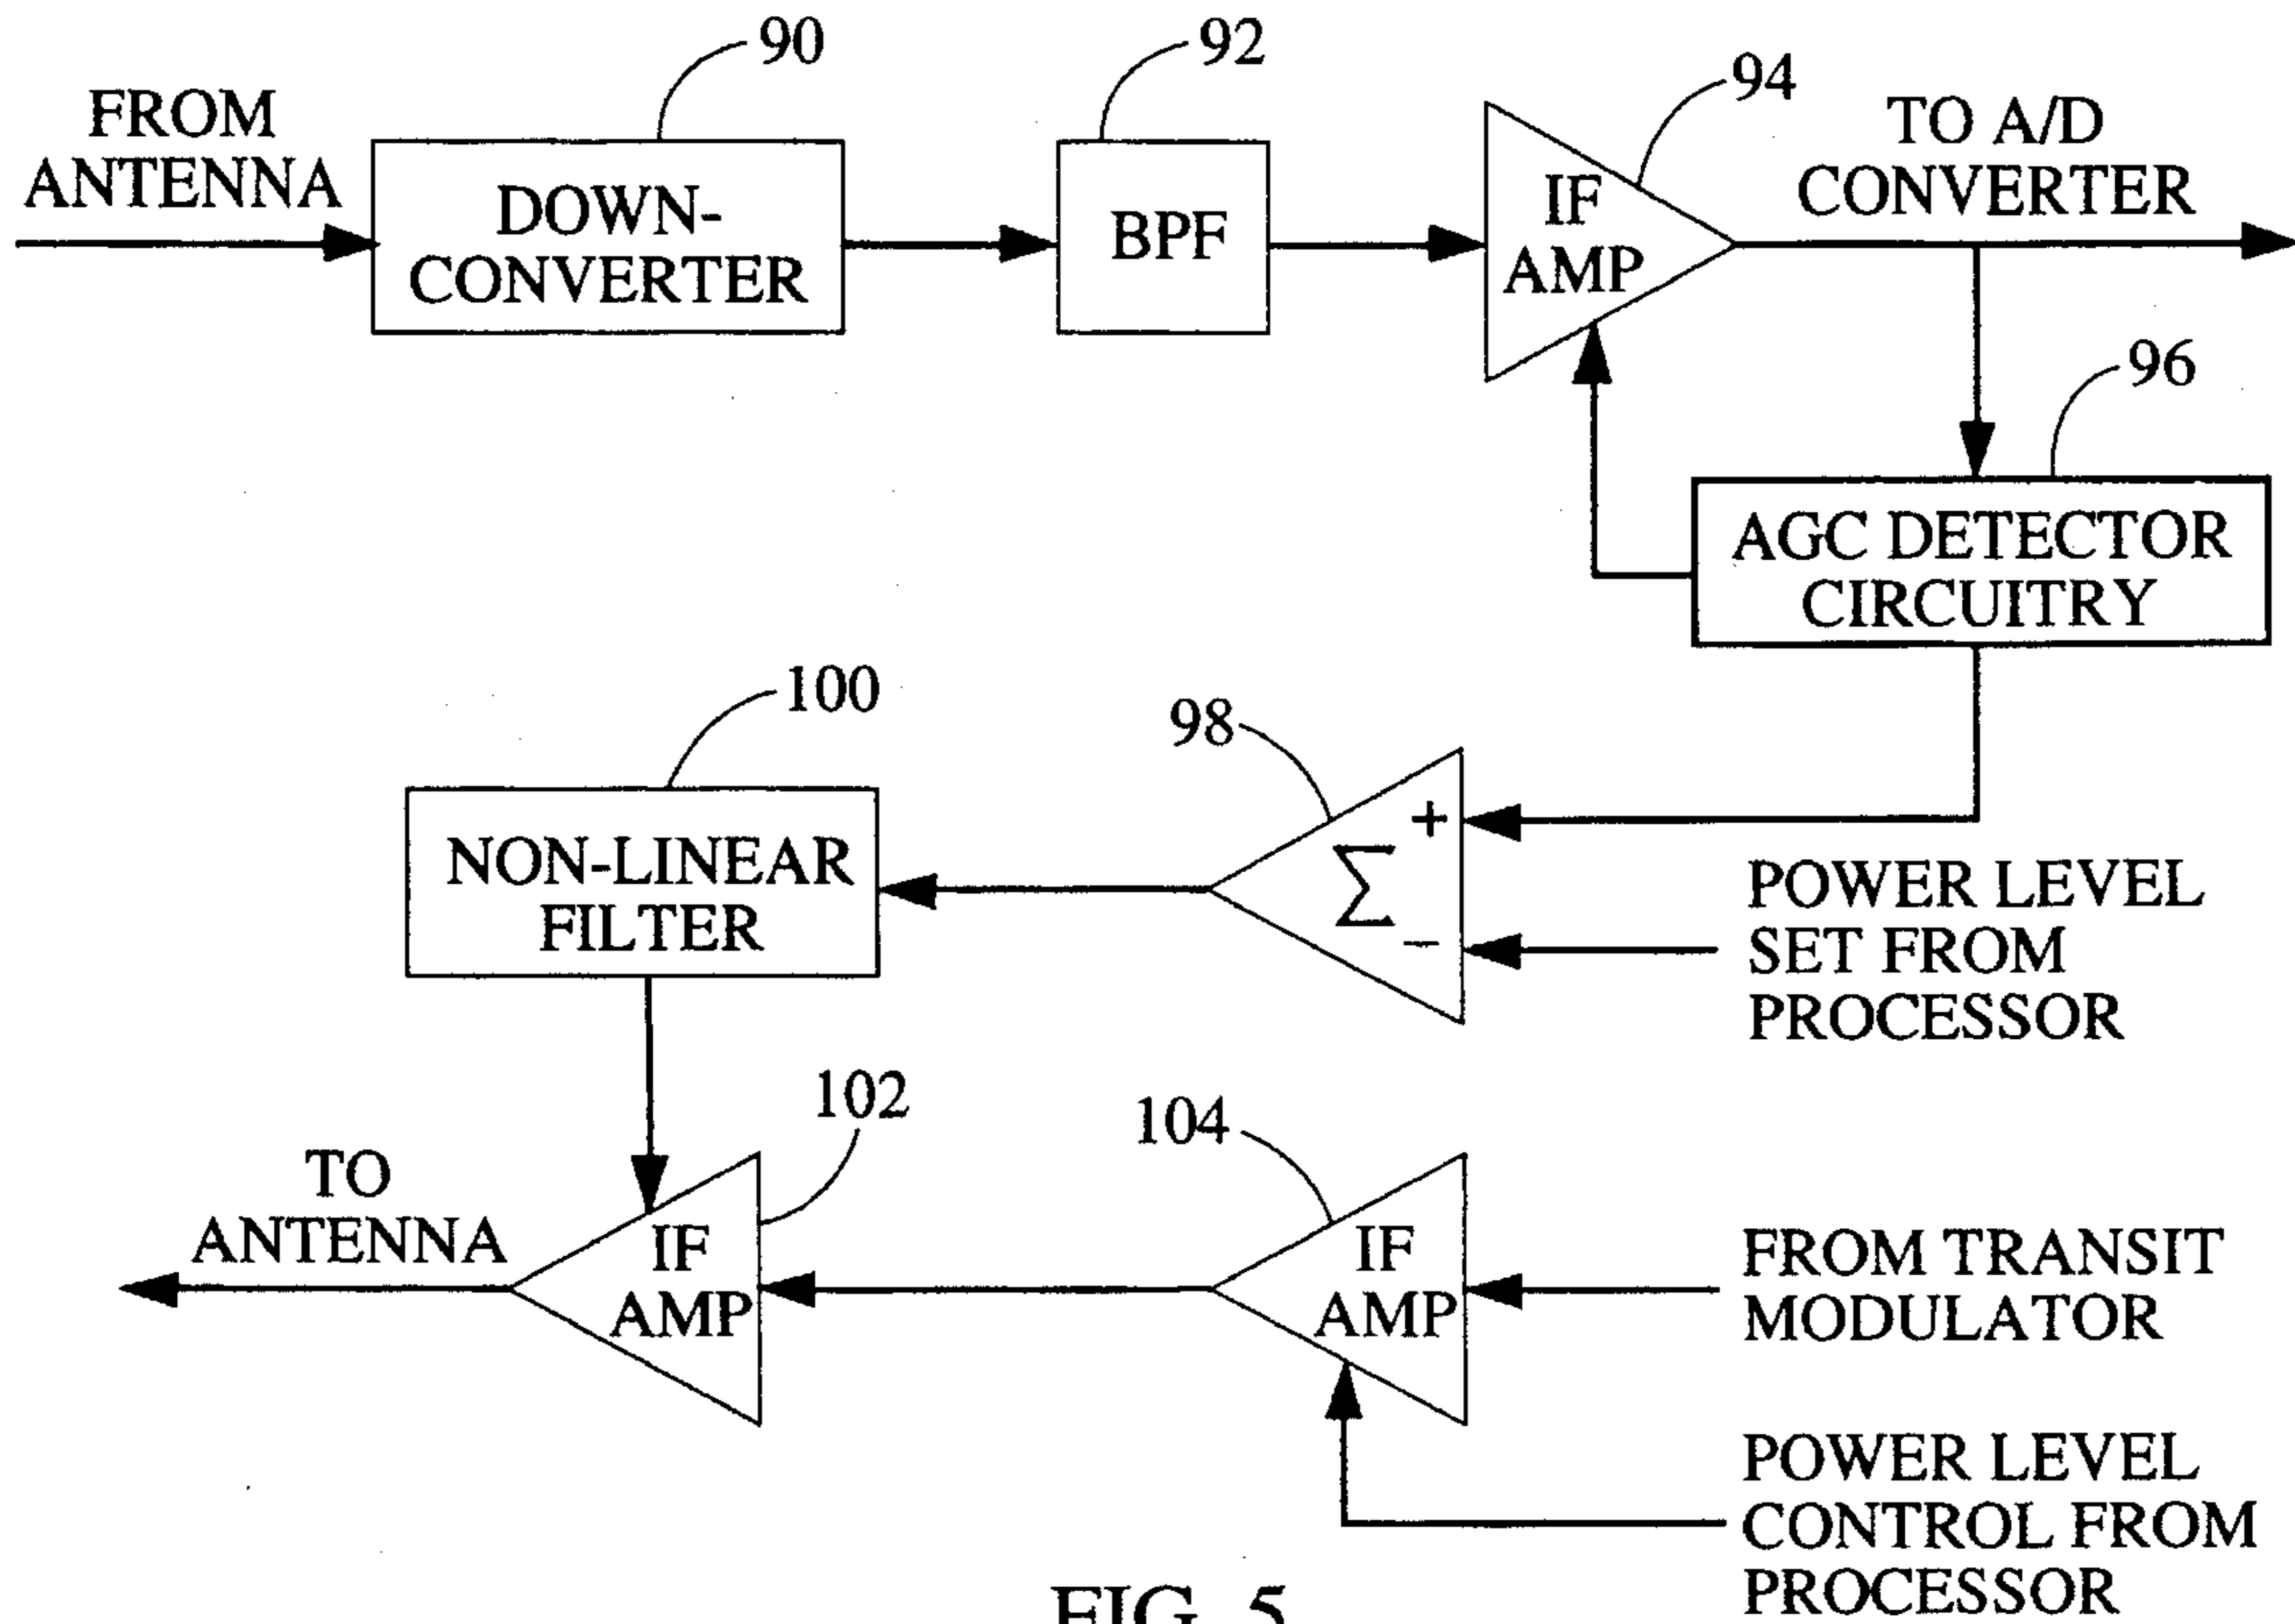 90
92
94
FROM
ANTENNA
DOWN-
CONVERTER
BPF
IF
AMP
TO A/D
CONVERTER
96
AGC DETECTOR
CIRCUITRY
100
98
NON-LINEAR
FILTER
+
Σ
−
POWER LEVEL
SET FROM
PROCESSOR
102
104
TO
ANTENNA
IF
AMP
IF
AMP
FROM TRANSIT
MODULATOR
POWER LEVEL
CONTROL FROM
PROCESSOR
FIG. 5